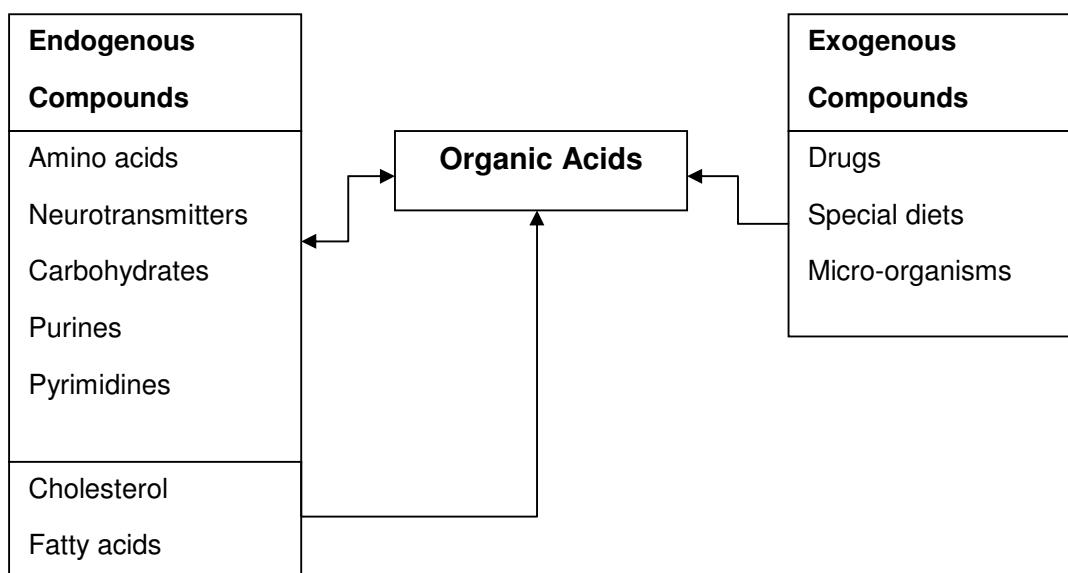 Endogenous
Compounds
Amino acids
Neurotransmitters
Carbohydrates
Purines
Pyrimidines
Cholesterol
Fatty acids
Organic Acids
Exogenous
Compounds
Drugs
Special diets
Micro-organisms